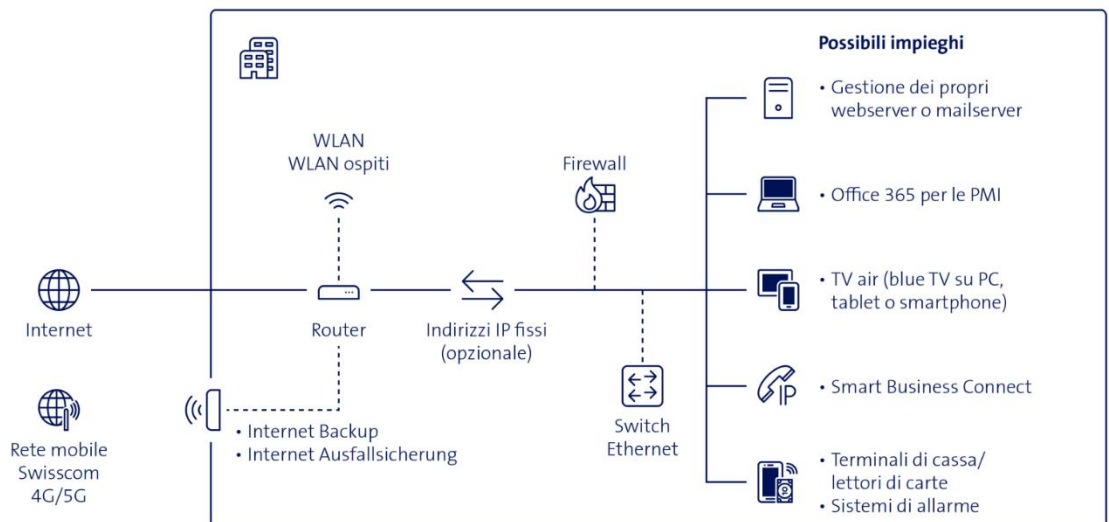 Possibili impieghi
• Gestione dei propri
webserver o mailserver
WLAN
WLAN ospiti
Firewall
• Office 365 per le PMI
• TV air (blue TV su PC,
tablet o smartphone)
Internet
Router
Indirizzi IP fissi
(opzionale)
• Smart Business Connect
IP
Switch
Ethernet
• Internet Backup
• Internet Ausfallsicherung
Rete mobile
Swisscom
4G/5G
• Terminali di cassa/
lettori di carte
• Sistemi di allarme